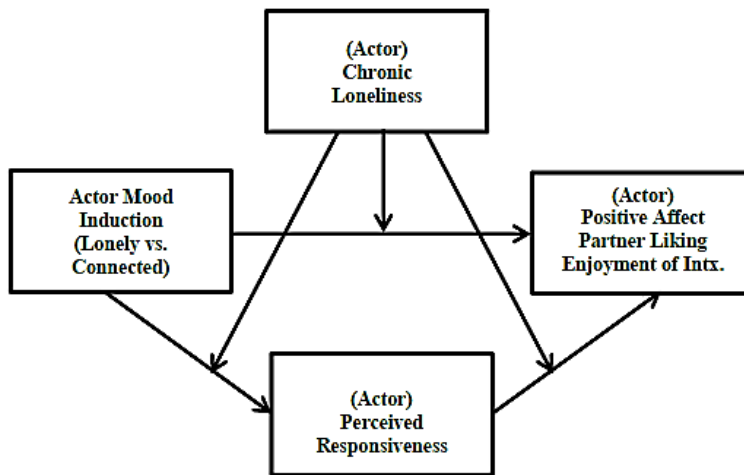 (Actor)
Chronic
Loneliness
Actor Mood
Induction
(Lonely vs.
Connected)
(Actor)
Positive Affect
Partner Liking
Enjoyment of Intx.
(Actor)
Perceived
Responsiveness